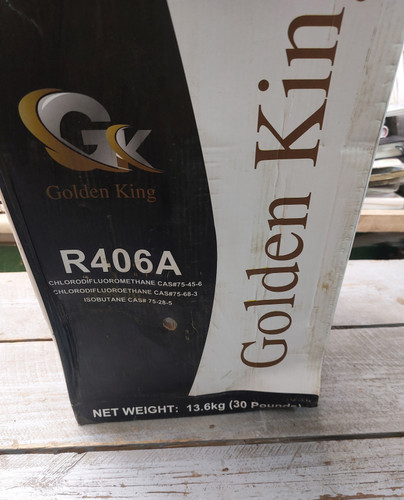 GK
Golden King
R406A
CHLORODIFLUOROMETHANE CAS#75-45-6
CHLORODIFLUOROETHANE CAS#75-68-3
ISOBUTANE CAS# 75-28-5
NET WEIGHT: 13.6kg (30 Pounds)
Golden King